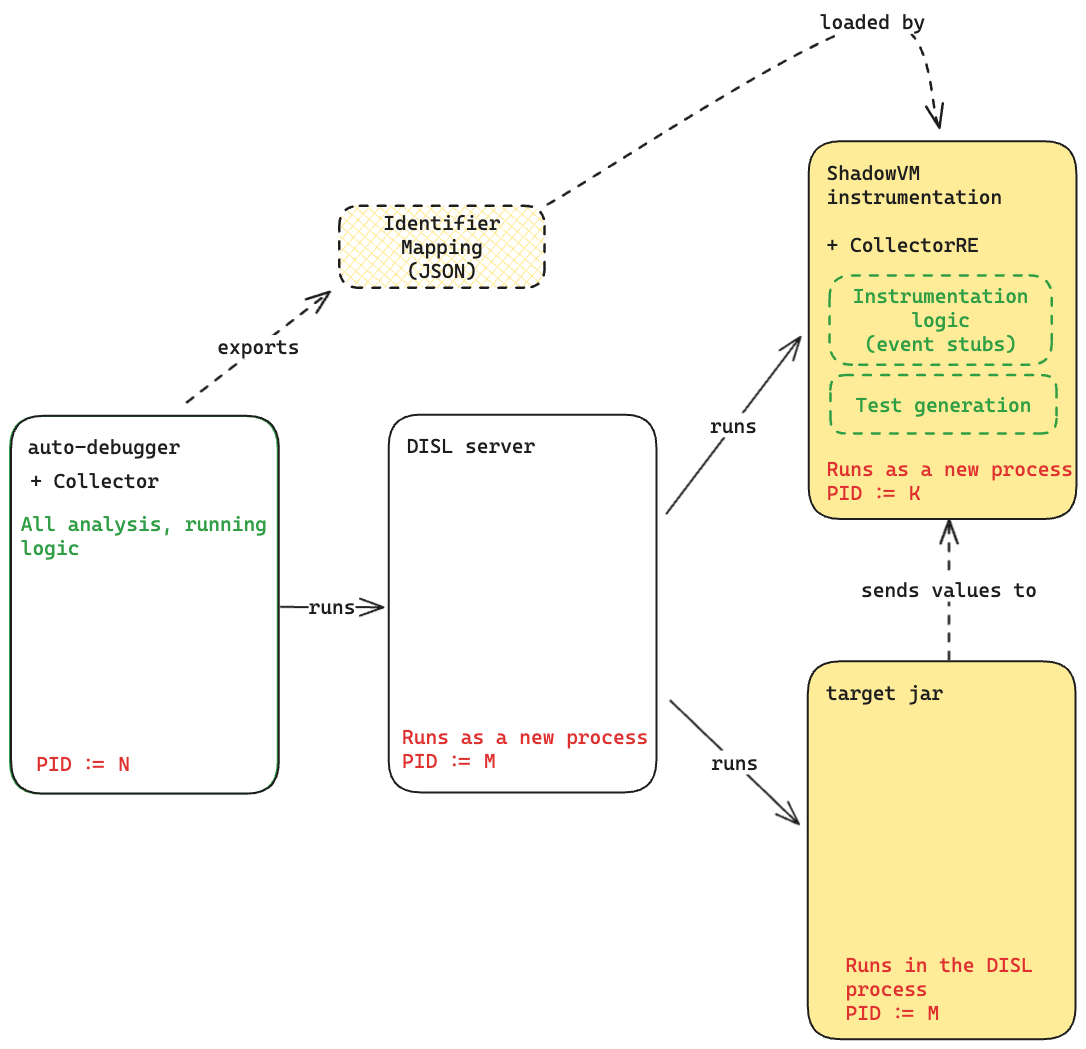 loaded by
ShadowVM
instrumentation
+ CollectorRE
Instrumentation
logic
(event stubs)
Test generation
Runs as a new process
PID := K
Identifier
Mapping
(JSON)
exports
auto-debugger
+ Collector
All analysis, running
logic
PID := N
runs
DISL server
Runs as a new process
PID := M
runs
runs
sends values to
target jar
Runs in the DISL
process
PID := M